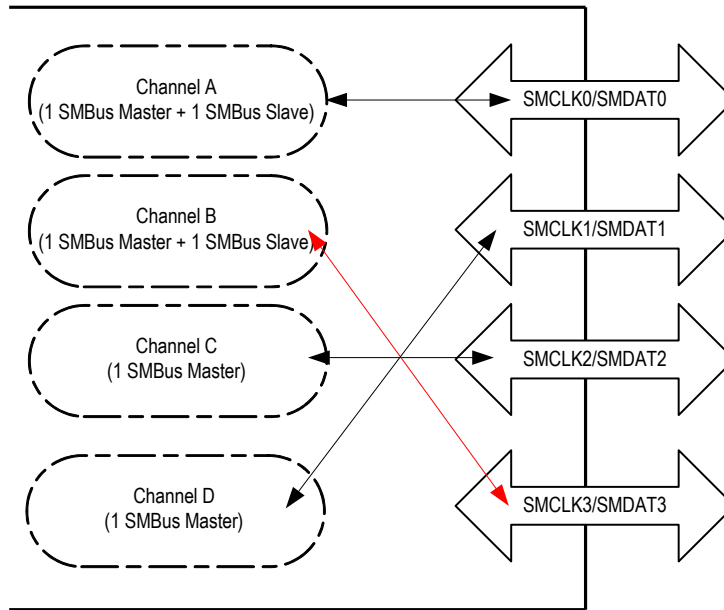 Channel A
(1 SMBus Master + 1 SMBus Slave)
SMCLK0/SMDAT0
Channel B
(1 SMBus Master + 1 SMBus Slave)
SMCLK1/SMDAT1
Channel C
(1 SMBus Master)
SMCLK2/SMDAT2
Channel D
(1 SMBus Master)
SMCLK3/SMDAT3